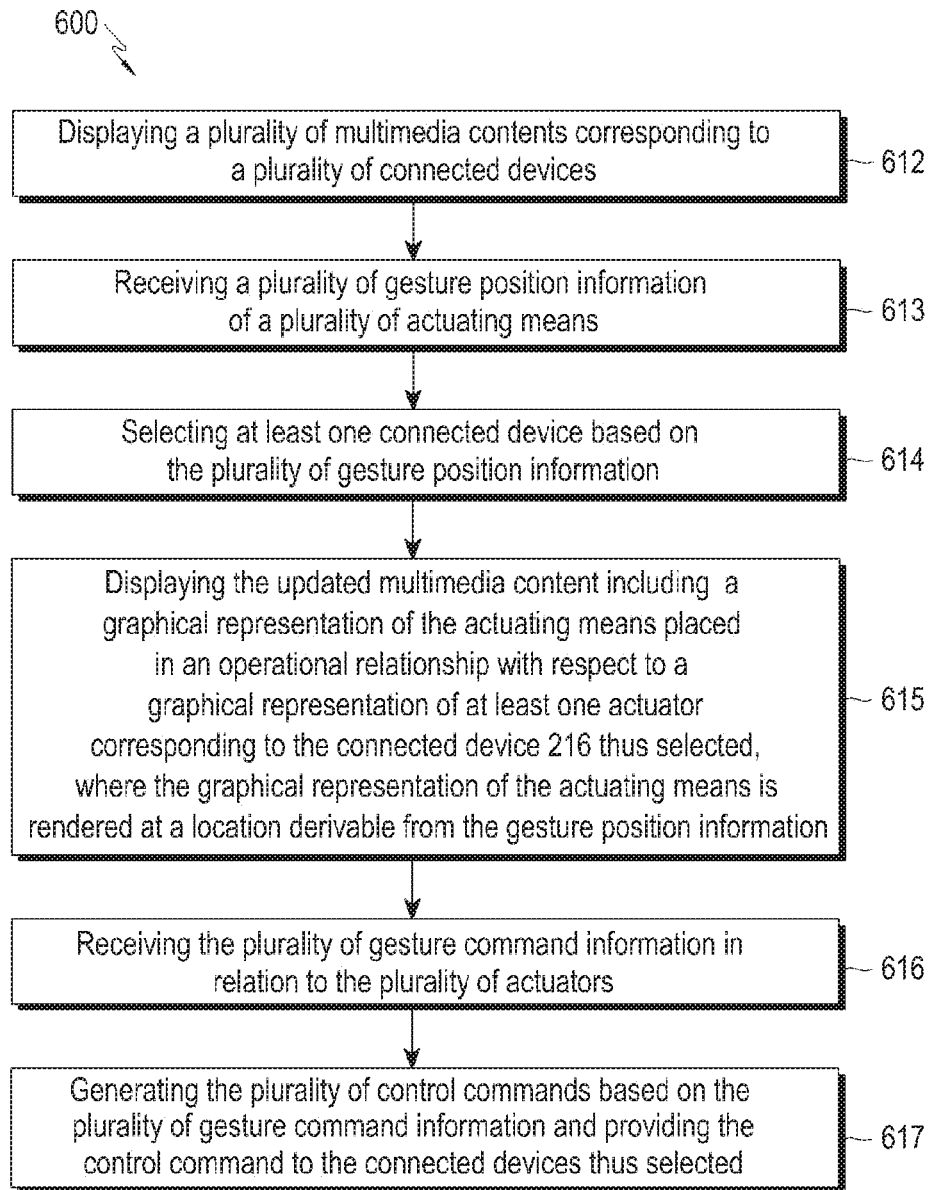 600
Displaying a plurality of multimedia contents corresponding to
a plurality of connected devices
612
Receiving a plurality of gesture position information
of a plurality of actuating means
613
Selecting at least one connected device based on
the plurality of gesture position information
614
Displaying the updated multimedia content including a
graphical representation of the actuating means placed
in an operational relationship with respect to a
graphical representation of at least one actuator
corresponding to the connected device 216 thus selected,
where the graphical representation of the actuating means is
rendered at a location derivable from the gesture position information
615
Receiving the plurality of gesture command information in
relation to the plurality of actuators
616
Generating the plurality of control commands based on the
plurality of gesture command information and providing the
control command to the connected devices thus selected
617